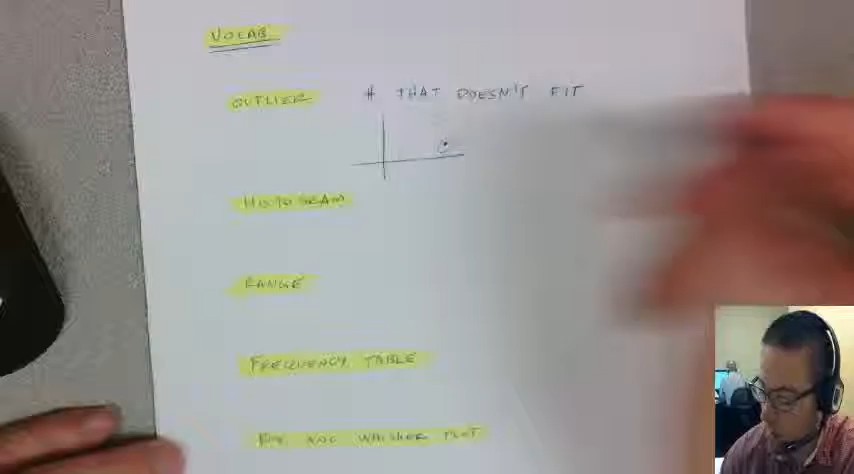 VOCAB
OUTLIER # THAT DOESN'T FIT
HISTOGRAM
RANGE
FREQUENCY TABLE
BOX AND WHISKER PLOT